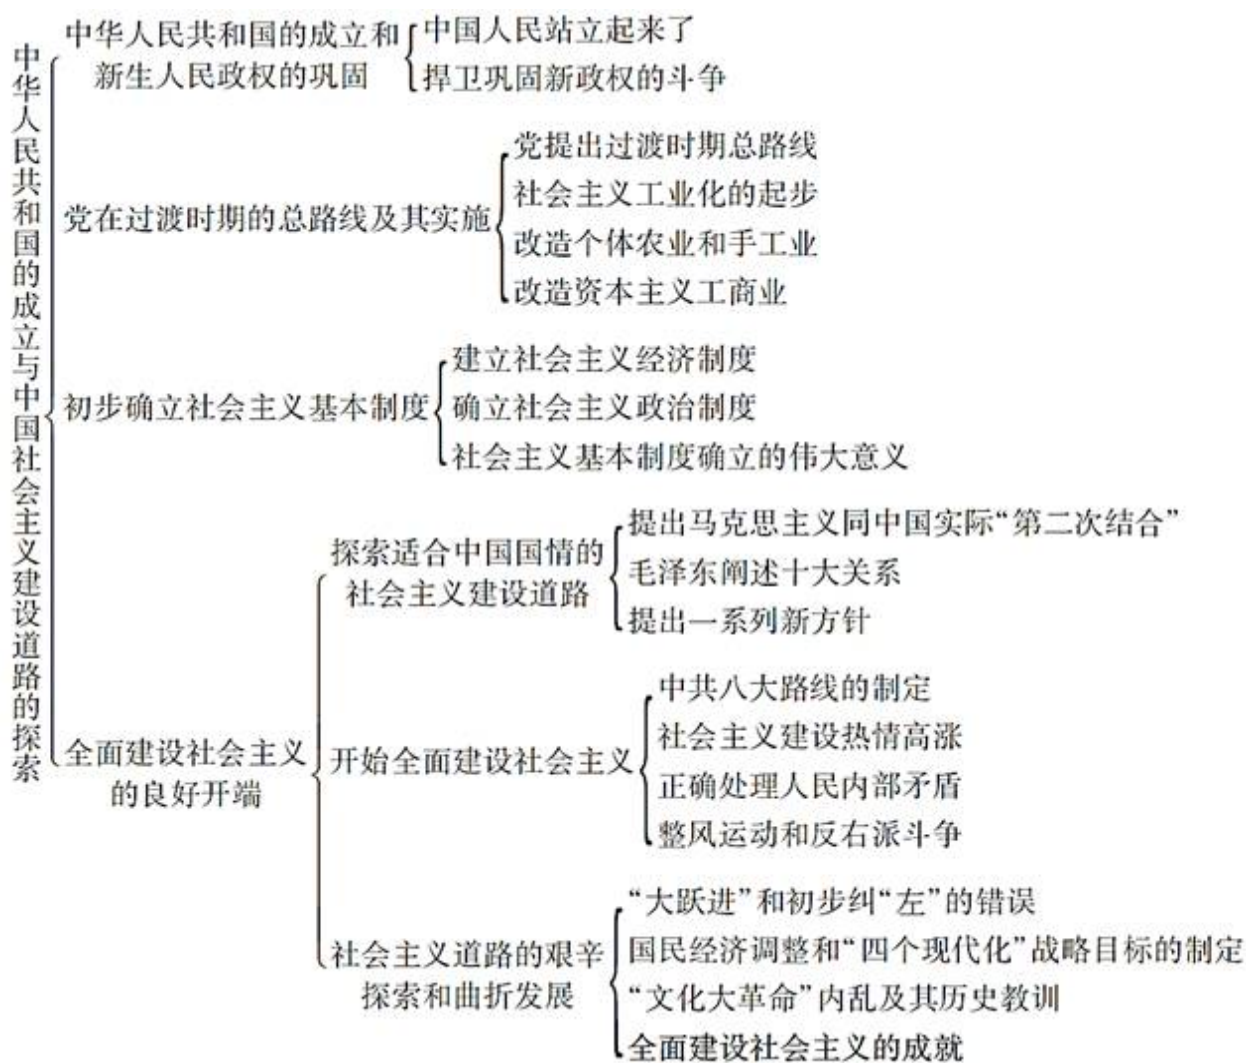 中华人民共和国的成立与中国社会主义建设道路的探索
中华人民共和国的成立和
新生人民政权的巩固
中国人民站立起来了
捍卫巩固新政权的斗争
党在过渡时期的总路线及其实施
党提出过渡时期总路线
社会主义工业化的起步
改造个体农业和手工业
改造资本主义工商业
初步确立社会主义基本制度
建立社会主义经济制度
确立社会主义政治制度
社会主义基本制度确立的伟大意义
全面建设社会主义
的良好开端
探索适合中国国情的
社会主义建设道路
提出马克思主义同中国实际“第二次结合”
毛泽东阐述十大关系
提出一系列新方针
开始全面建设社会主义
中共八大路线的制定
社会主义建设热情高涨
正确处理人民内部矛盾
整风运动和反右派斗争
社会主义道路的艰辛
探索和曲折发展
“大跃进”和初步纠“左”的错误
国民经济调整和“四个现代化”战略目标的制定
“文化大革命”内乱及其历史教训
全面建设社会主义的成就